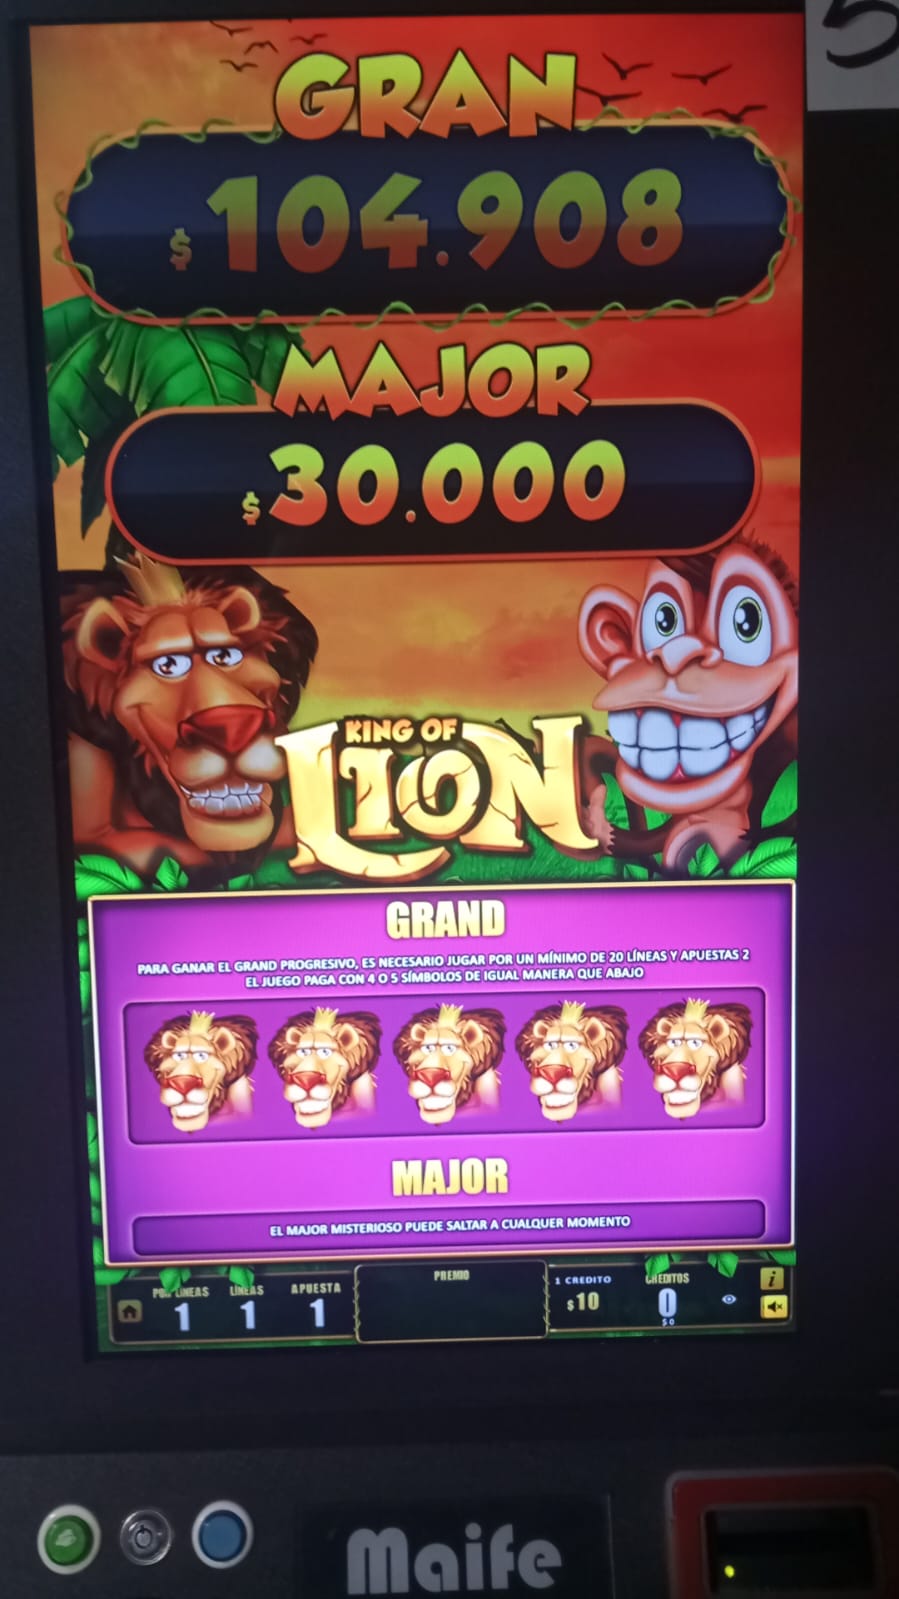 5
GRAN
$104.908
MAJOR
$30.000
KING OF
LION
GRAND
PARA GANAR EL GRAND PROGRESIVO, ES NECESARIO JUGAR POR UN MÍNIMO DE 20 LÍNEAS Y APUESTAS 2
EL JUEGO PAGA CON 4 O 5 SÍMBOLOS DE IGUAL MANERA QUE ABAJO
MAJOR
EL MAJOR MISTERIOSO PUEDE SALTAR A CUALQUER MOMENTO
POR LINEAS LINEAS APUESTA PREMIO 1 CREDITO CREDITOS i
1 1 1 $10 0
$0
Maife